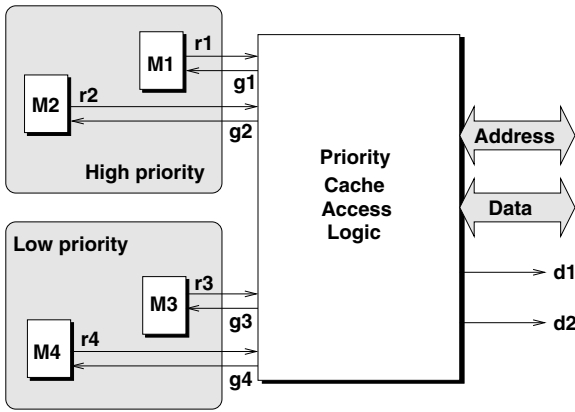 M1
r1
g1
M2
r2
g2
High priority
Low priority
M3
r3
g3
M4
r4
g4
Priority
Cache
Access
Logic
Address
Data
d1
d2